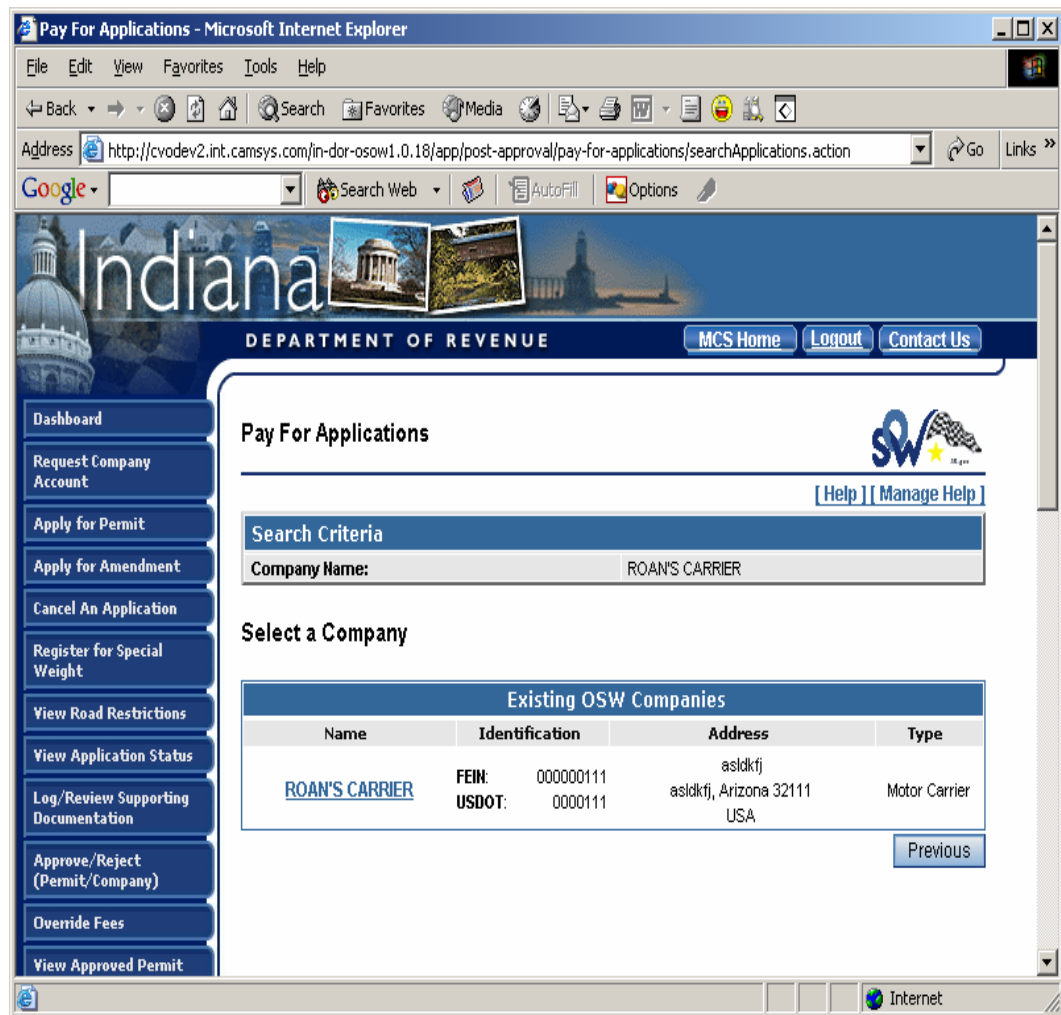 Pay For Applications - Microsoft Internet Explorer
File Edit View Favorites Tools Help
Back Search Favorites Media
Address http://cvodev2.int.camsys.com/in-dor-osow1.0.18/app/post-approval/pay-for-applications/searchApplications.action Go Links »
Google Search Web AutoFill Options
Indiana
DEPARTMENT OF REVENUE MCS Home Logout Contact Us
Dashboard
Request Company
Account
Apply for Permit
Apply for Amendment
Cancel An Application
Register for Special
Weight
View Road Restrictions
View Application Status
Log/Review Supporting
Documentation
Approve/Reject
(Permit/Company)
Override Fees
View Approved Permit
Pay For Applications
[ Help ] [ Manage Help ]
Search Criteria
Company Name: ROAN'S CARRIER
Select a Company
Existing OSW Companies
Name Identification Address Type
ROAN'S CARRIER
FEIN: 000000111
USDOT: 0000111
asldkfj
asldkfj, Arizona 32111
USA
Motor Carrier
Previous
Internet